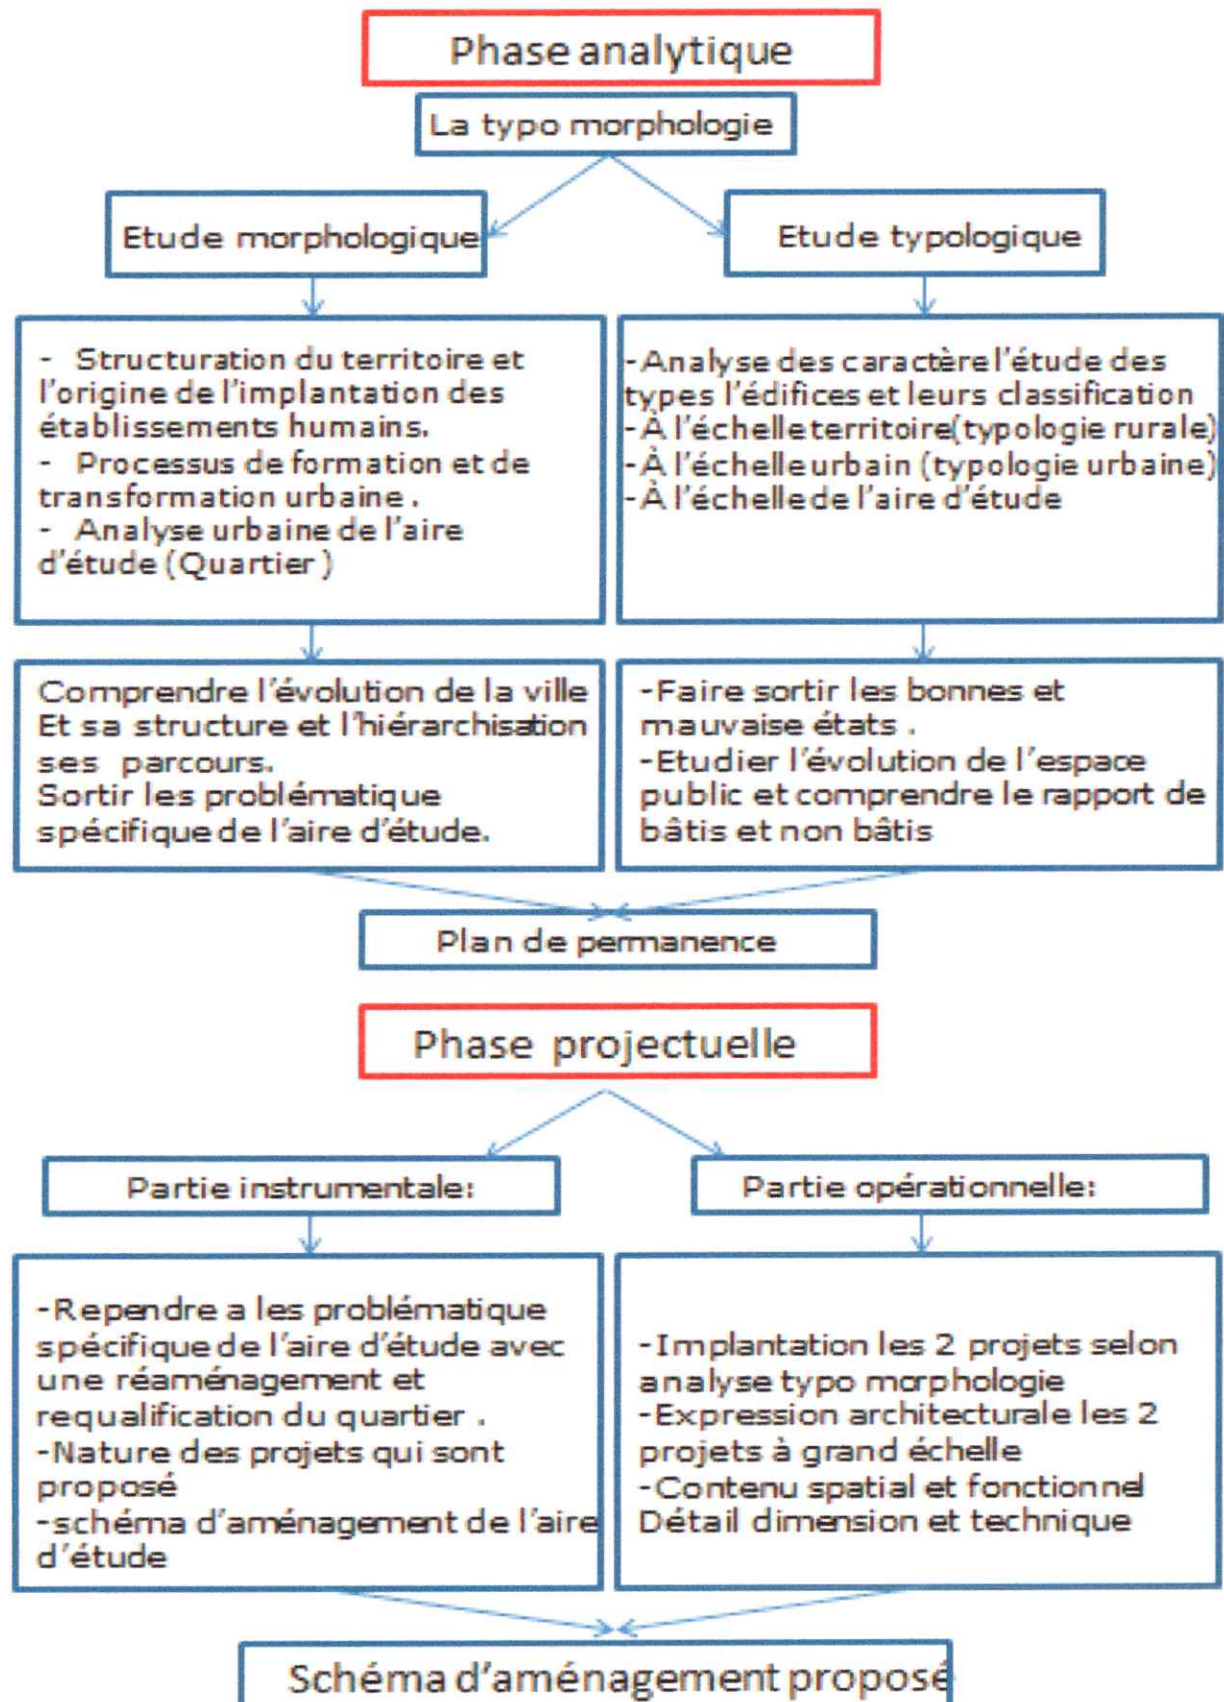 Phase analytique
La typo morphologie
Etude morphologique
Etude typologique
- Structuration du territoire et
l'origine de l'implantation des
établissements humains.
- Processus de formation et de
transformation urbaine .
- Analyse urbaine de l'aire
d'étude (Quartier )
-Analyse des caractère l'étude des
types l'édifices et leurs classification
-À l'échelle territoire(typologie rurale)
-À l'échelle urbain (typologie urbaine)
-À l'échelle de l'aire d'étude
Comprendre l'évolution de la ville
Et sa structure et l'hiérarchisation
ses parcours.
Sortir les problématique
spécifique de l'aire d'étude.
-Faire sortir les bonnes et
mauvaise états .
-Etudier l'évolution de l'espace
public et comprendre le rapport de
bâtis et non bâtis
Plan de permanence
Phase projectuelle
Partie instrumentale:
Partie opérationnelle:
-Rependre a les problématique
spécifique de l'aire d'étude avec
une réaménagement et
requalification du quartier .
-Nature des projets qui sont
proposé
-schéma d'aménagement de l'aire
d'étude
-Implantation les 2 projets selon
analyse typo morphologie
-Expression architecturale les 2
projets à grand échelle
-Contenu spatial et fonctionnel
Détail dimension et technique
Schéma d'aménagement proposé